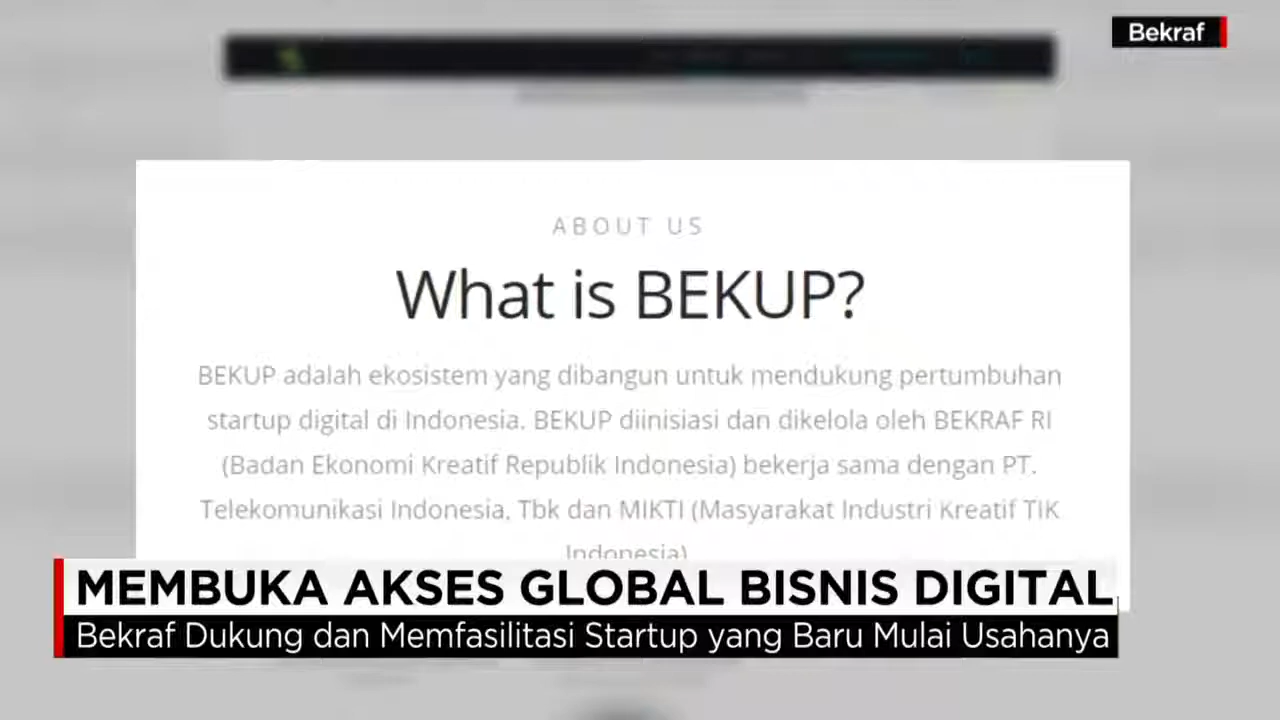 Bekraf
ABOUT US
What is BEKUP?
BEKUP adalah ekosistem yang dibangun untuk mendukung pertumbuhan
startup digital di Indonesia. BEKUP diinisiasi dan dikelola oleh BEKRAF RI
(Badan Ekonomi Kreatif Republik Indonesia) bekerja sama dengan PT.
Telekomunikasi Indonesia, Tbk dan MIKTI (Masyarakat Industri Kreatif TIK
Indonesia)
MEMBUKA AKSES GLOBAL BISNIS DIGITAL
Bekraf Dukung dan Memfasilitasi Startup yang Baru Mulai Usahanya